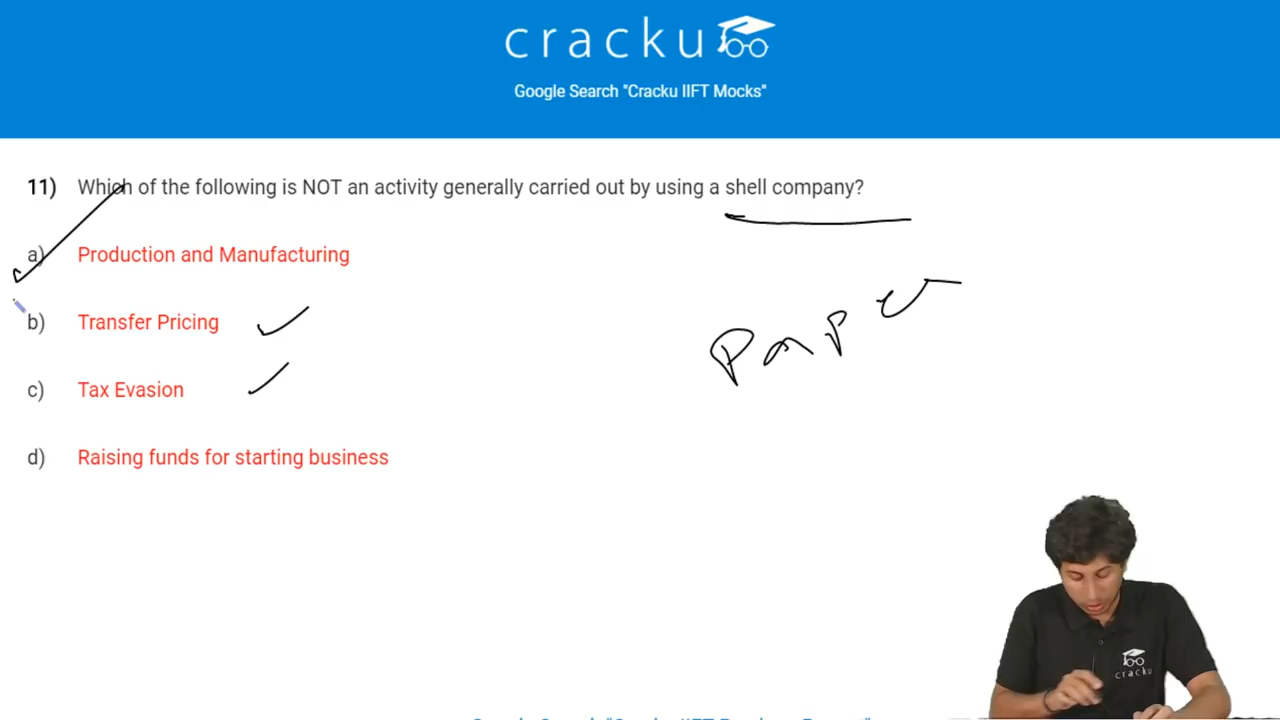 cracku
Google Search "Cracku IIFT Mocks"
11) Which of the following is NOT an activity generally carried out by using a shell company?
a) Production and Manufacturing
b) Transfer Pricing
c) Tax Evasion
d) Raising funds for starting business
Paper
cracku